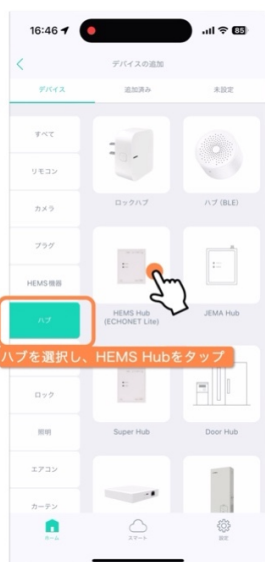 16:46
85
デバイスの追加
デバイス
追加済み
未設定
すべて
リモコン
カメラ
プラグ
HEMS機器
ハブ
ハブを選択し、HEMS Hubをタップ
ロック
照明
エアコン
カーテン
ロックハブ
ハブ (BLE)
HEMS Hub
(ECHONET Lite)
JEMA Hub
Super Hub
Door Hub
ホーム
スマート
設定